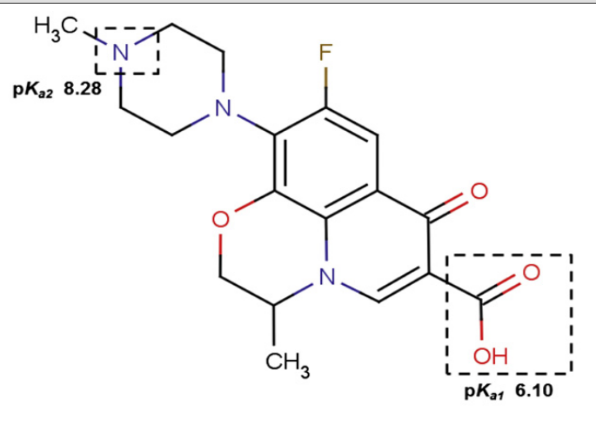 H₃C
N
pKa2 8.28
F
N
O
O
N
O
OH
CH₃
pKa1 6.10